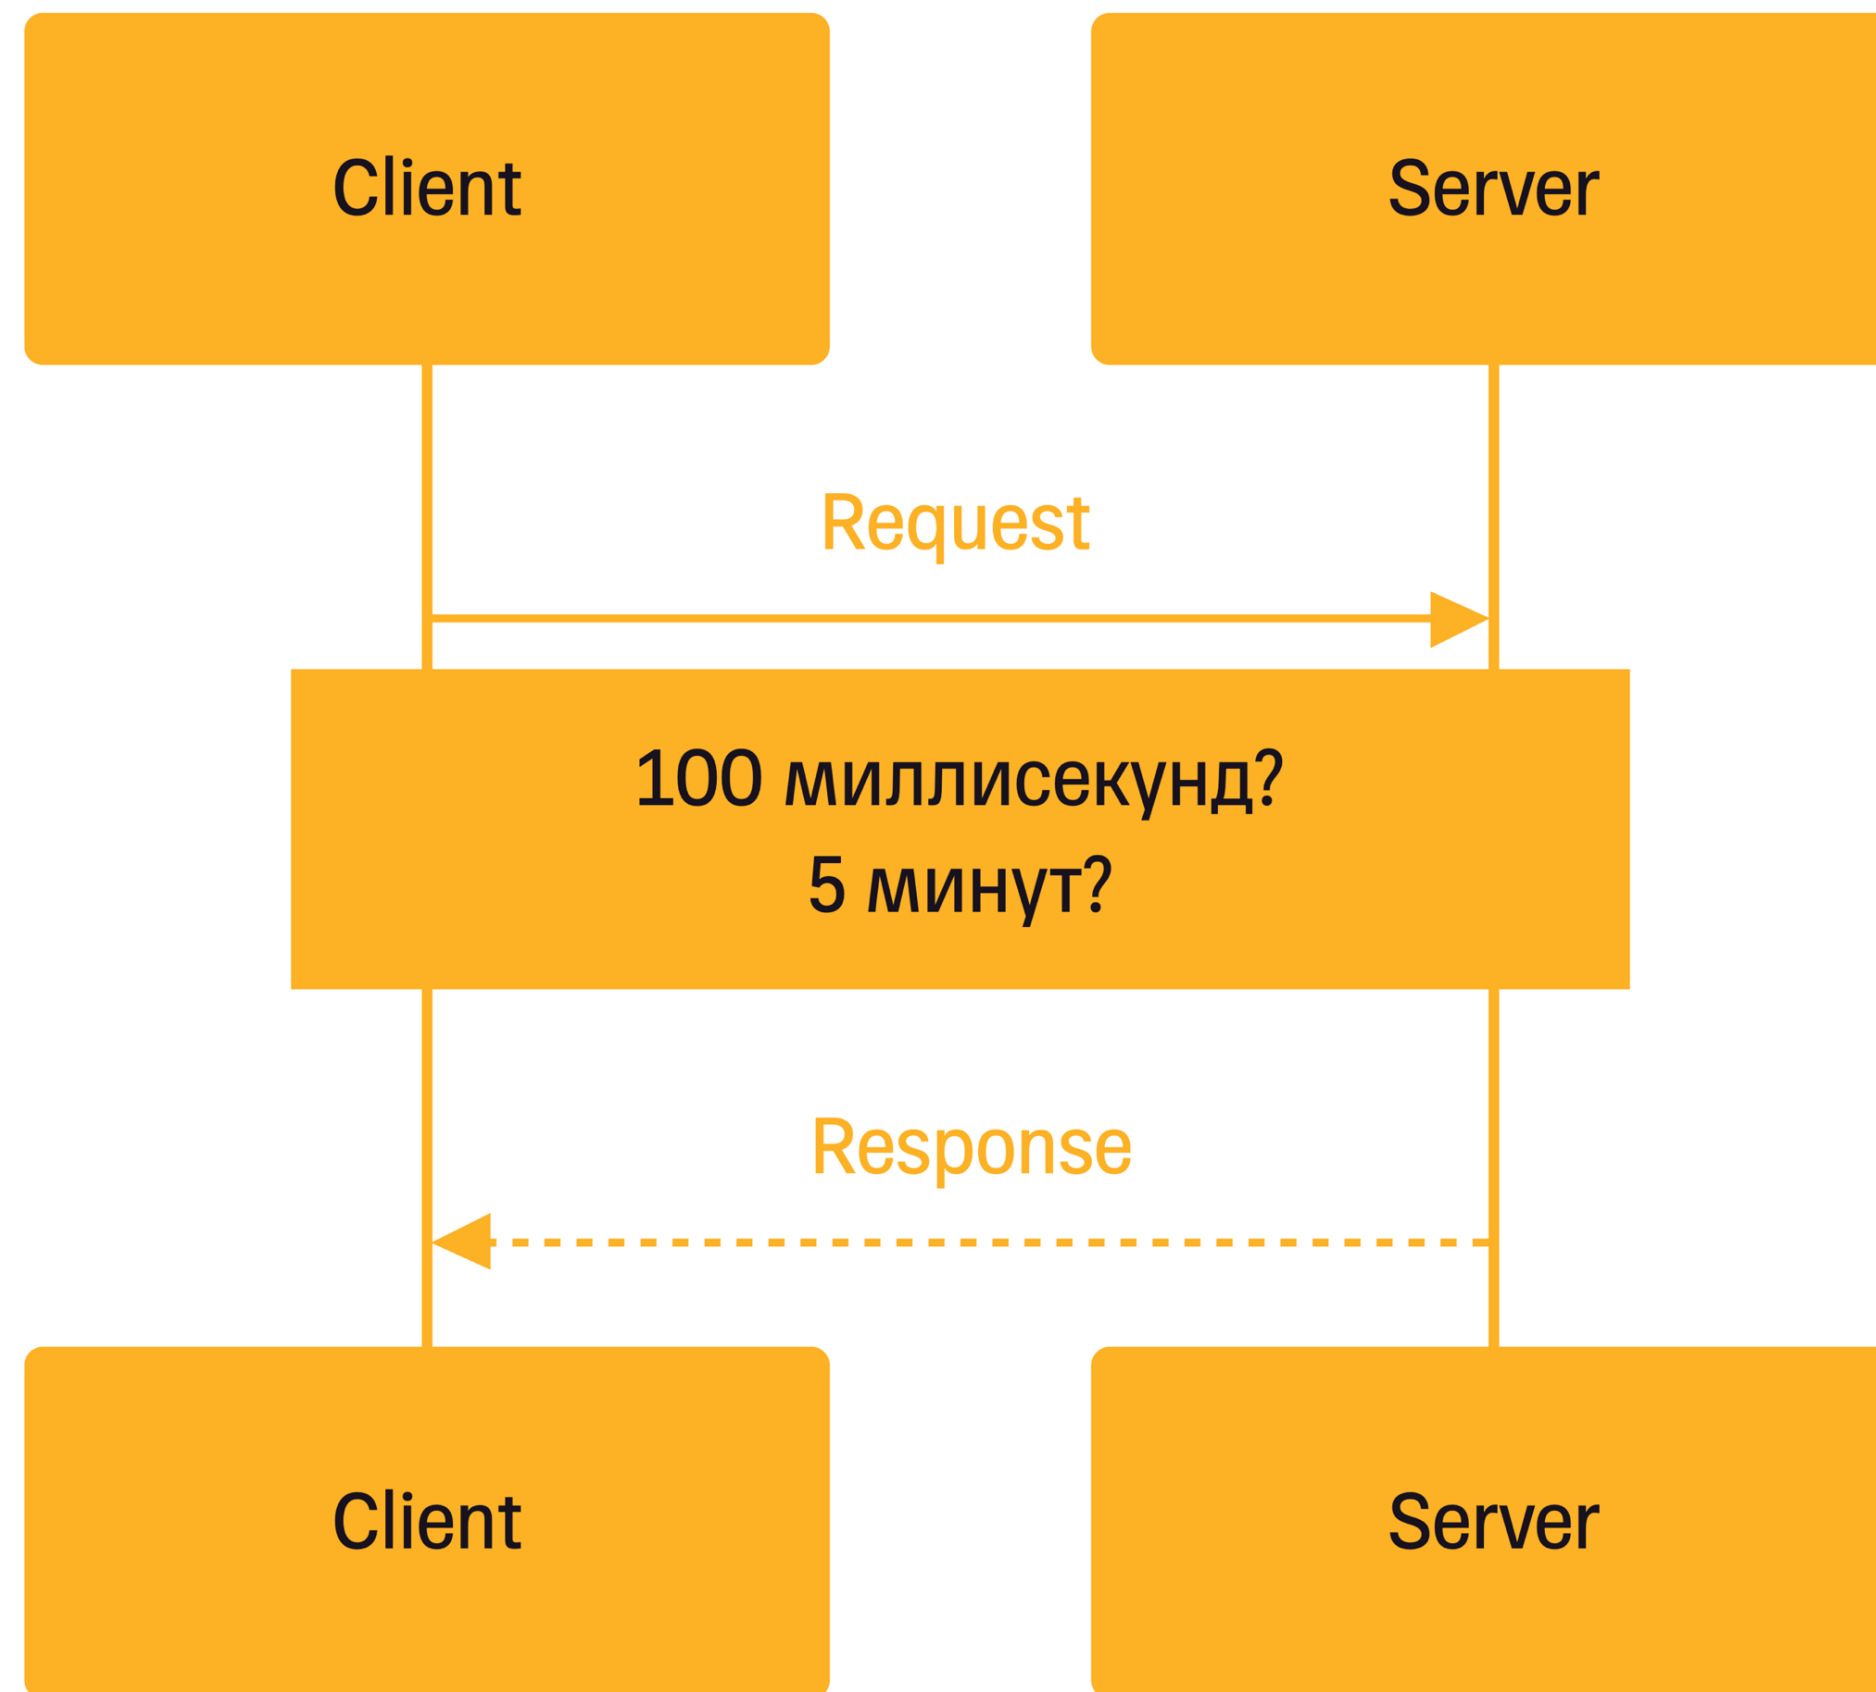 Client
Server
Request
100 миллисекунд?
5 минут?
Response
Client
Server